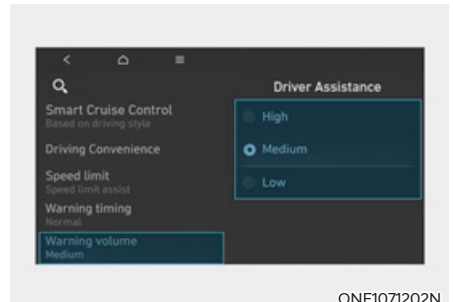 Driver Assistance
Smart Cruise Control
Based on driving style
Driving Convenience
Speed limit
Speed limit assist
Warning timing
Normal
Warning volume
Medium
High
Medium
Low
ONE1071202N